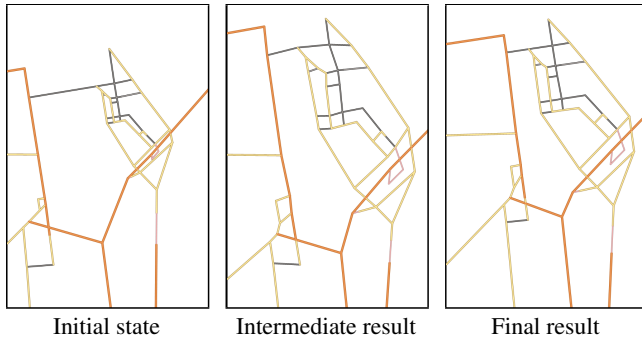 Initial state
Intermediate result
Final result